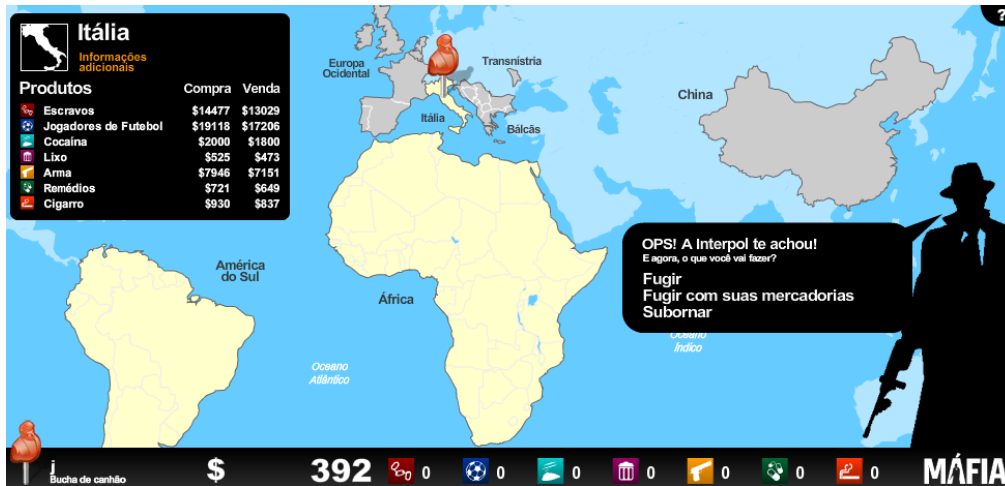 Itália
Informações
adicionais
Produtos Compra Venda
Escravos $14477 $13029
Jogadores de Futebol $19118 $17206
Cocaína $2000 $1800
Lixo $525 $473
Arma $7946 $7151
Remédios $721 $649
Cigarro $930 $837
?
Europa
Ocidental
Transnístria
Itália
Bálcãs
China
América
do Sul
África
Oceano
Atlântico
Oceano
Índico
OPS! A Interpol te achou!
E agora, o que você vai fazer?
Fugir
Fugir com suas mercadorias
Subornar
j
Bucha de canhão
$ 392 0 0 0 0 0 0 0
MÁFIA